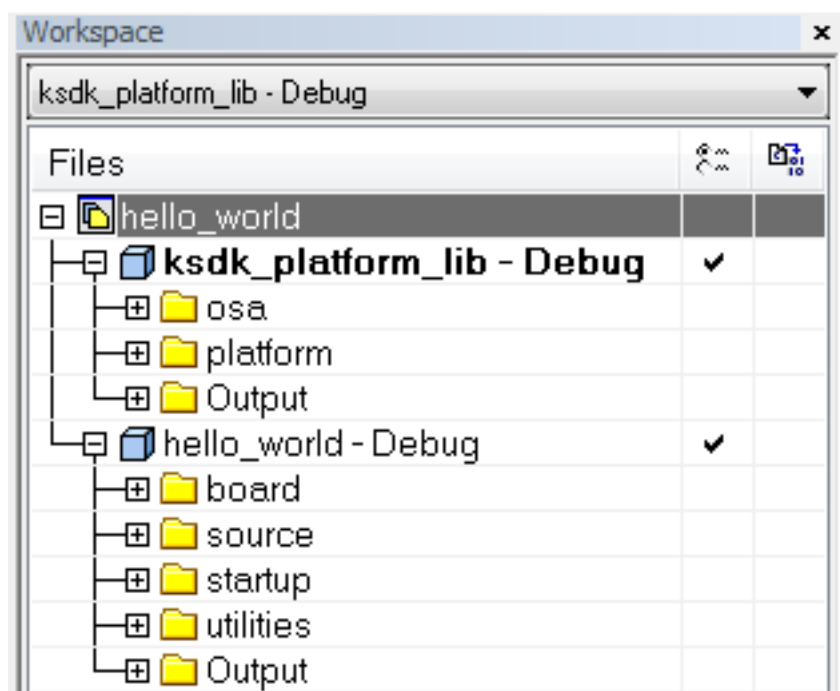 Workspace
ksdk_platform_lib - Debug
Files
hello_world
ksdk_platform_lib - Debug
osa
platform
Output
hello_world - Debug
board
source
startup
utilities
Output